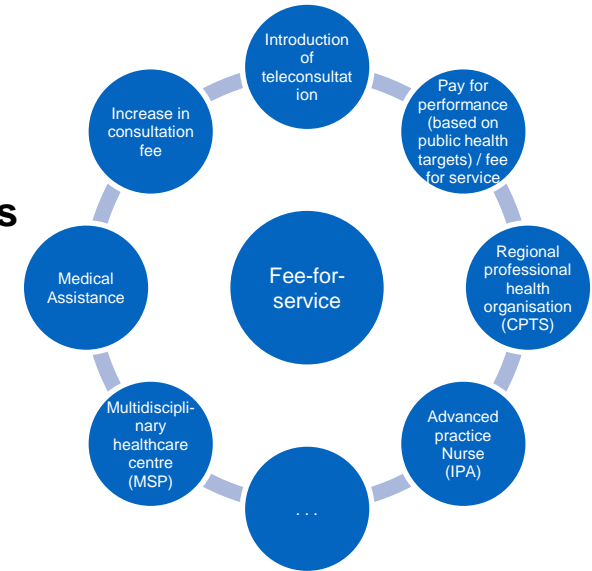 Introduction
of
teleconsultat
ion
Pay for
performance
(based on
public health
targets) / fee
for service
Regional
professional
health
organisation
(CPTS)
Advanced
practice
Nurse
(IPA)
. . .
Multidiscipli-
nary
healthcare
centre
(MSP)
Medical
Assistance
Increase in
consultation
fee
Fee-for-
service
s